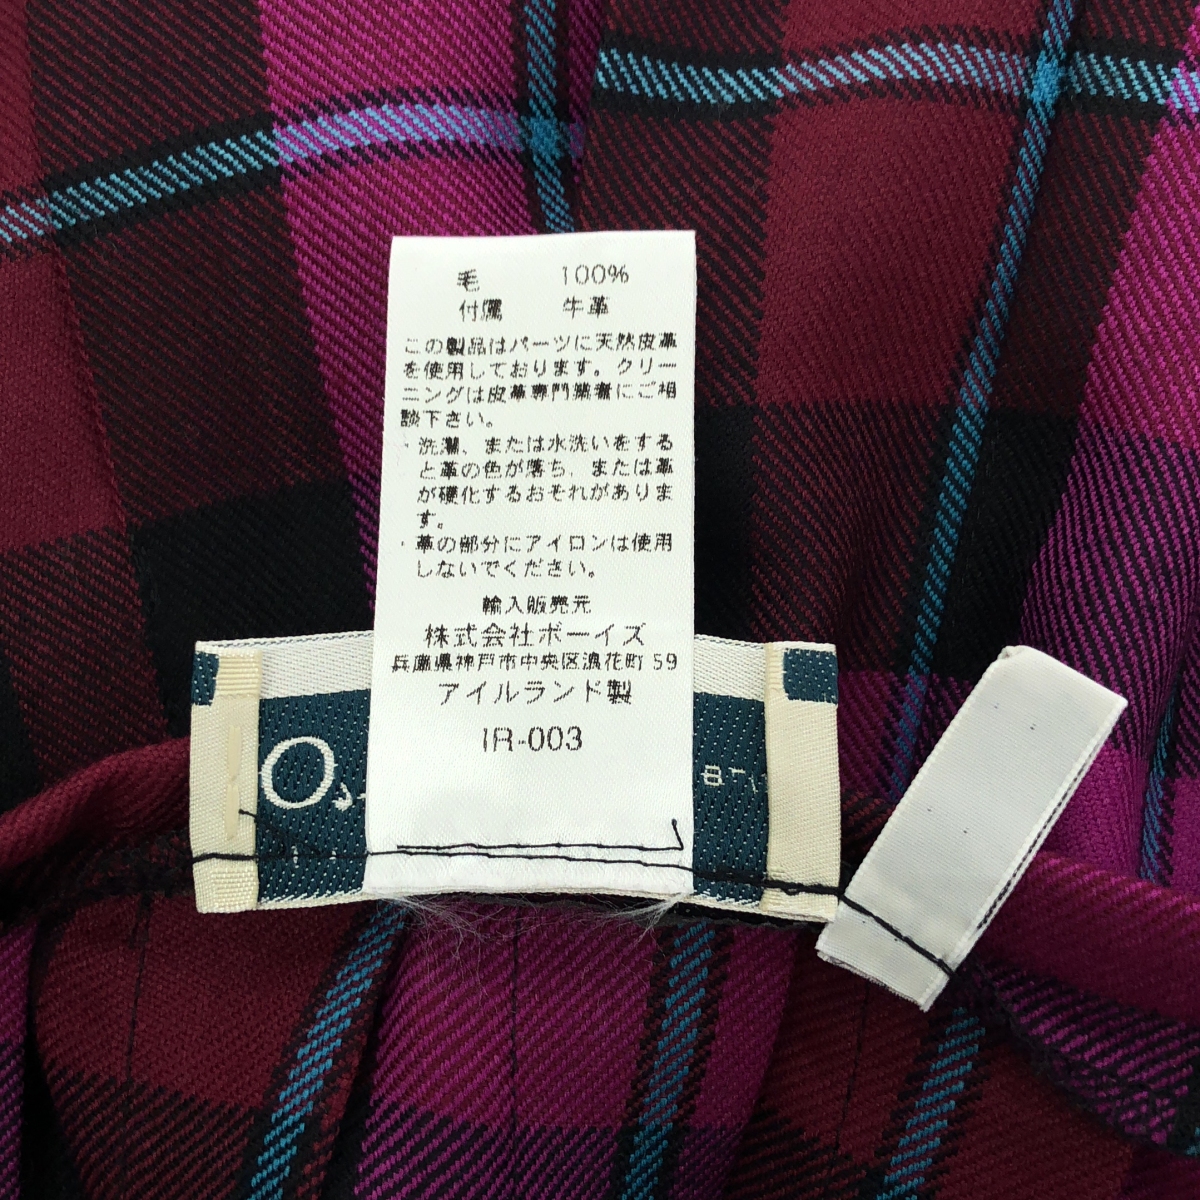 毛 100%
付属 牛革
この製品はパーツに天然皮革
を使用しております。クリー
ニングは皮革専門業者にご相
談下さい。
・洗濯、または水洗いをする
と革の色が落ち、または革
が硬化するおそれがありま
す。
・革の部分にアイロンは使用
しないでください。
輸入販売元
株式会社ボーイズ
兵庫県神戸市中央区浪花町 59
アイルランド製
IR-003